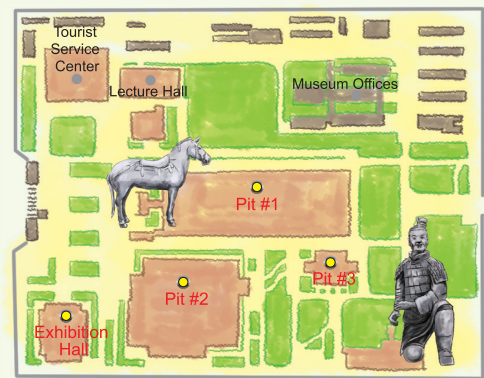 Tourist
Service
Center
Lecture Hall
Museum Offices
Pit #1
Pit #3
Pit #2
Exhibition
Hall